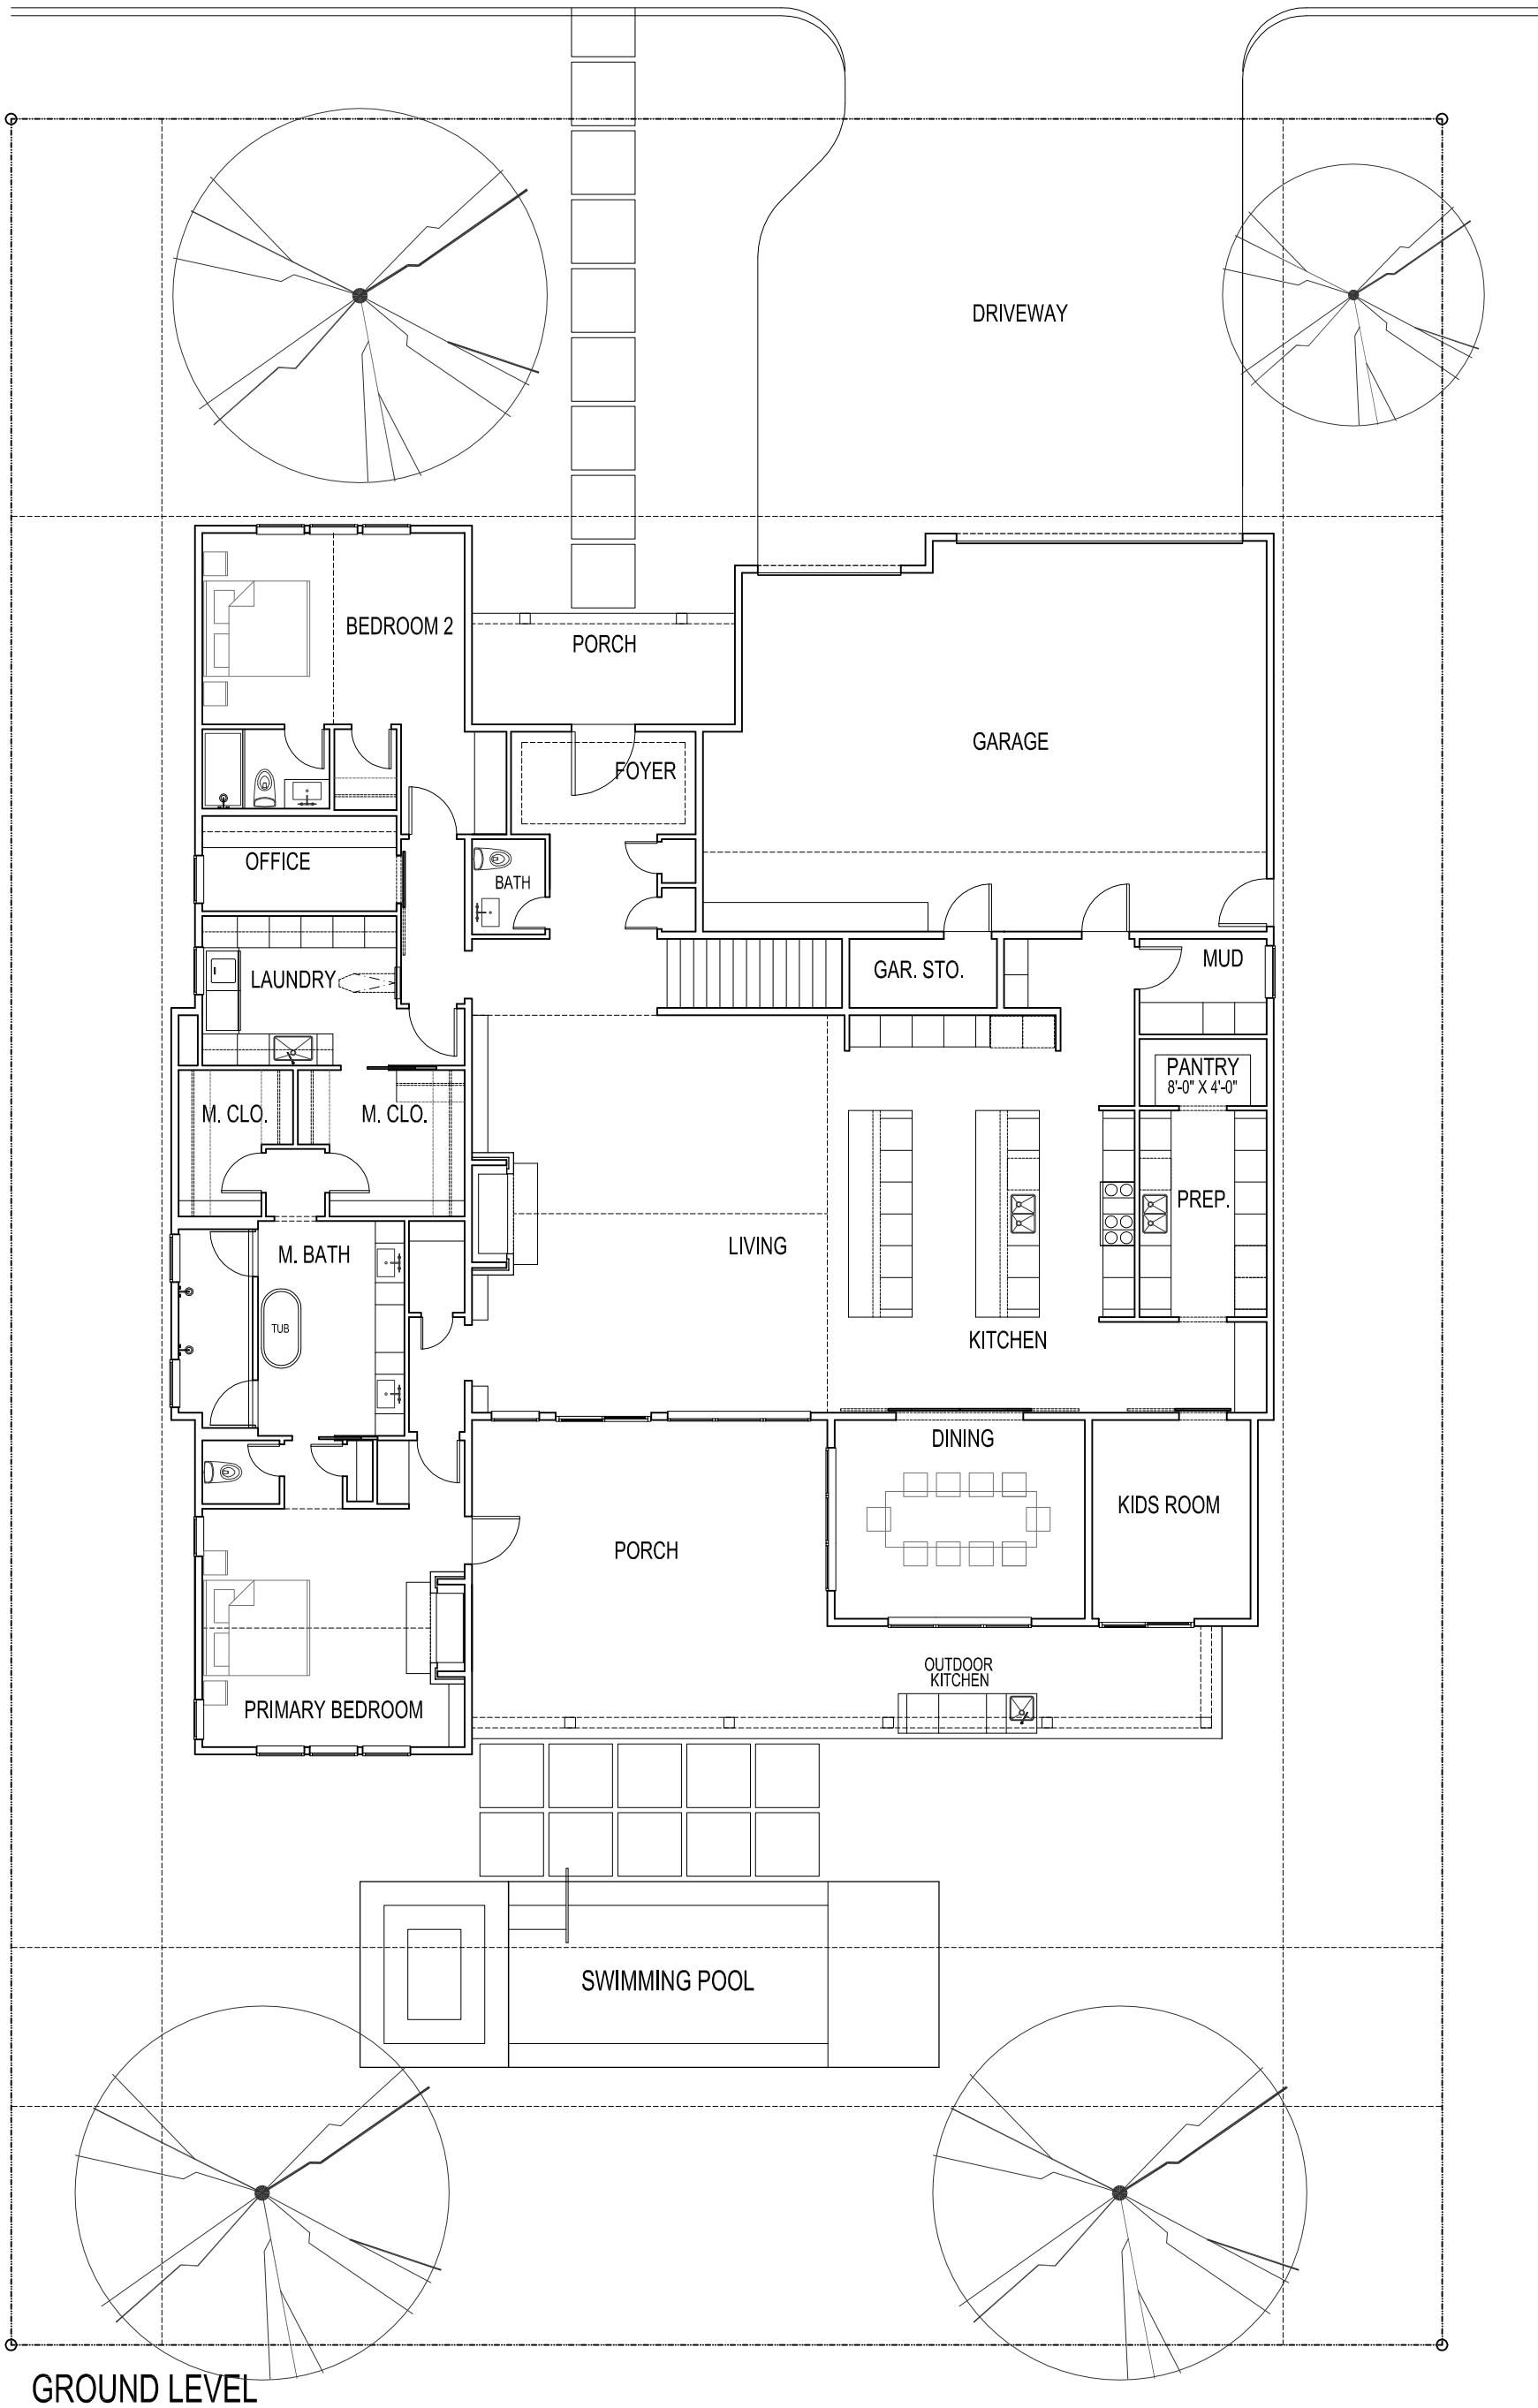 DRIVEWAY
BEDROOM 2
PORCH
GARAGE
FOYER
OFFICE
BATH
MUD
GAR. STO.
LAUNDRY
PANTRY
8'-0" X 4'-0"
M. CLO.
M. CLO.
PREP.
LIVING
M. BATH
TUB
KITCHEN
DINING
KIDS ROOM
PORCH
OUTDOOR
KITCHEN
PRIMARY BEDROOM
SWIMMING POOL
GROUND LEVEL